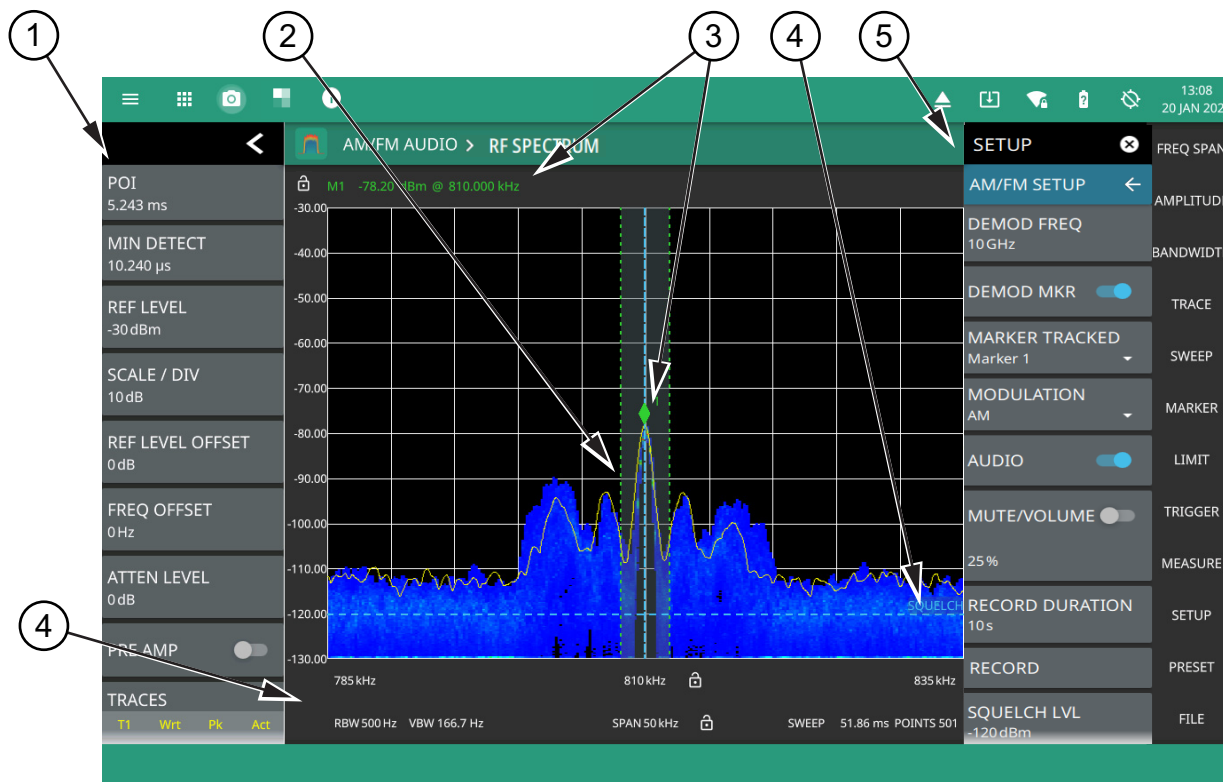 1
2
3
4
5
13:08
20 JAN 202
AM/FM AUDIO > RF SPECTRUM
M1 -78.20 dBm @ 810.000 kHz
POI
5.243 ms
MIN DETECT
10.240 µs
REF LEVEL
-30 dBm
SCALE / DIV
10 dB
REF LEVEL OFFSET
0 dB
FREQ OFFSET
0 Hz
ATTEN LEVEL
0 dB
4
PRE AMP
TRACES
T1 Wrt Pk Act
-30.00
-40.00
-50.00
-60.00
-70.00
-80.00
-90.00
-100.00
-110.00
-120.00
-130.00
1
SQUELCH
785 kHz 810 kHz 835 kHz
RBW 500 Hz VBW 166.7 Hz SPAN 50 kHz SWEEP 51.86 ms POINTS 501
SETUP
AM/FM SETUP
DEMOD FREQ
10 GHz
DEMOD MKR
MARKER TRACKED
Marker 1
MODULATION
AM
AUDIO
MUTE/VOLUME
25 %
RECORD DURATION
10 s
RECORD
SQUELCH LVL
-120 dBm
FREQ SPAN
AMPLITUD
BANDWIDT
TRACE
SWEEP
MARKER
LIMIT
TRIGGER
MEASURE
SETUP
PRESET
FILE